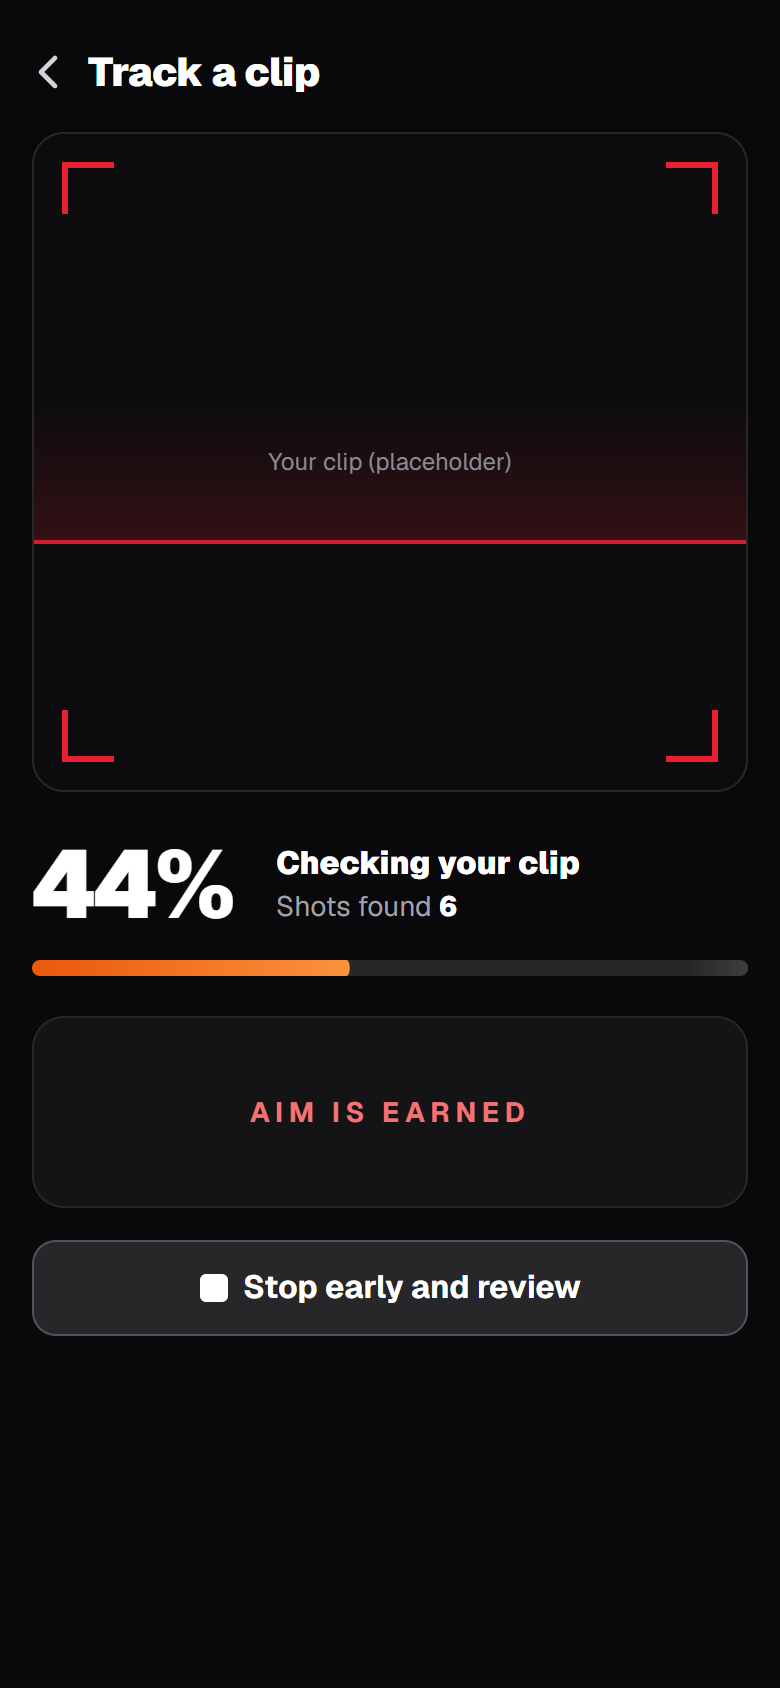 Track a clip
Your clip (placeholder)
44%
Checking your clip
Shots found 6
AIM IS EARNED
Stop early and review